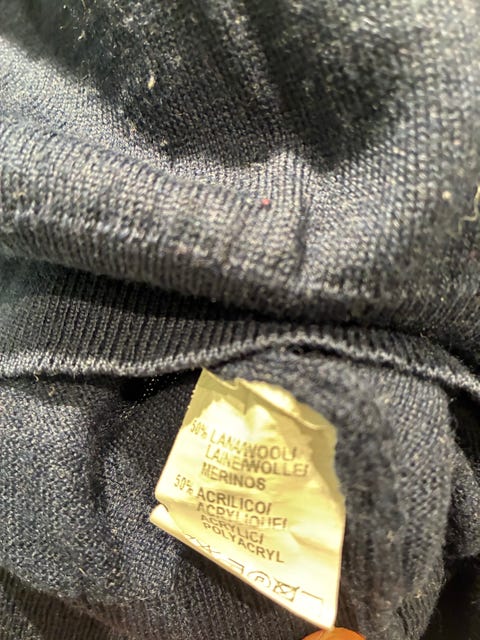 50% LANA/WOOL/
LAINE/WOLLE/
MERINOS
50% ACRILICO/
ACRYLIQUE/
ACRYLIC/
POLYACRYL